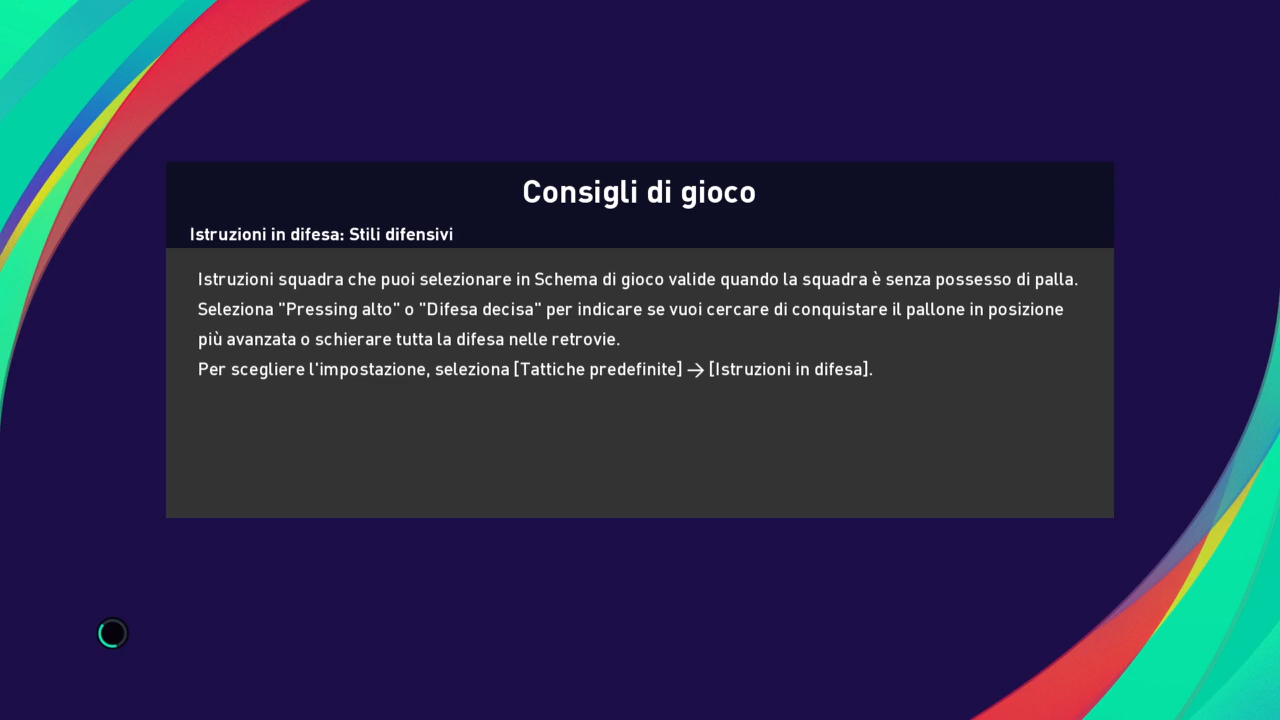 Consigli di gioco
Istruzioni in difesa: Stili difensivi
Istruzioni squadra che puoi selezionare in Schema di gioco valide quando la squadra è senza possesso di palla.
Seleziona "Pressing alto" o "Difesa decisa" per indicare se vuoi cercare di conquistare il pallone in posizione
più avanzata o schierare tutta la difesa nelle retrovie.
Per scegliere l'impostazione, seleziona [Tattiche predefinite] → [Istruzioni in difesa].